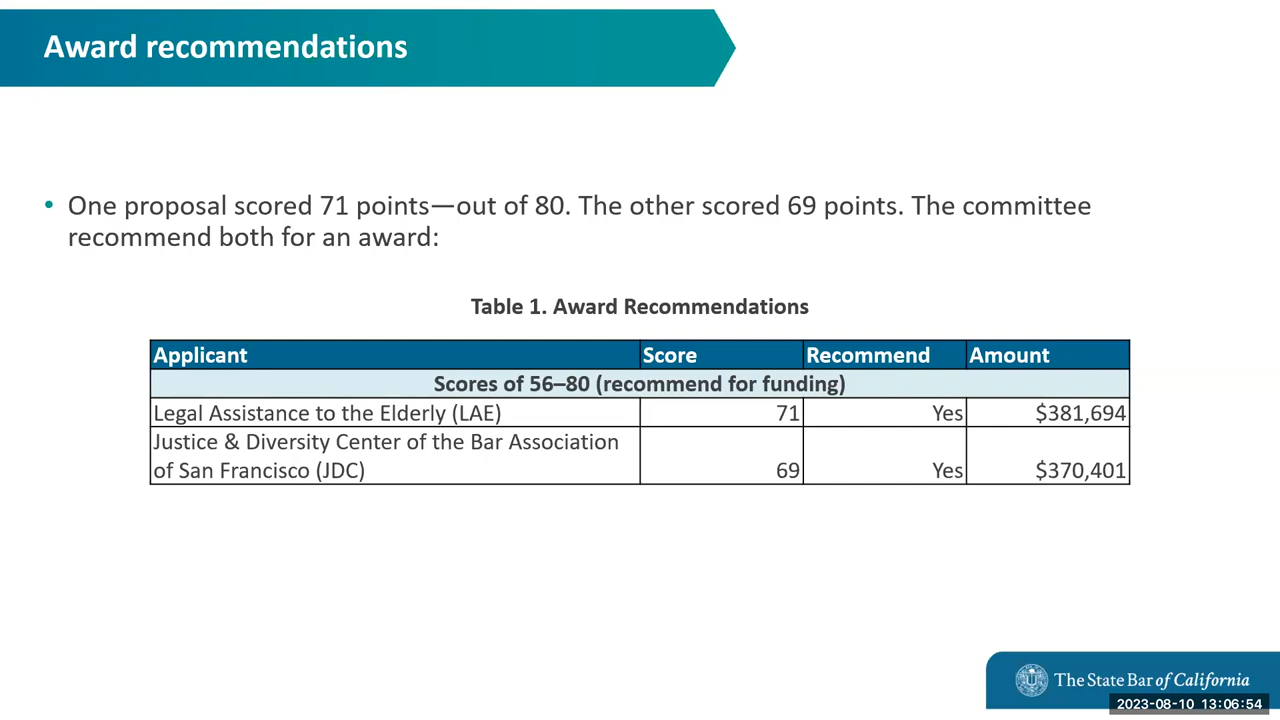 Award recommendations
• One proposal scored 71 points—out of 80. The other scored 69 points. The committee
recommend both for an award:
Table 1. Award Recommendations
Applicant Score Recommend Amount
Scores of 56–80 (recommend for funding)
Legal Assistance to the Elderly (LAE) 71 Yes $381,694
Justice & Diversity Center of the Bar Association
of San Francisco (JDC) 69 Yes $370,401
The State Bar of California
2023-08-10 13:06:54